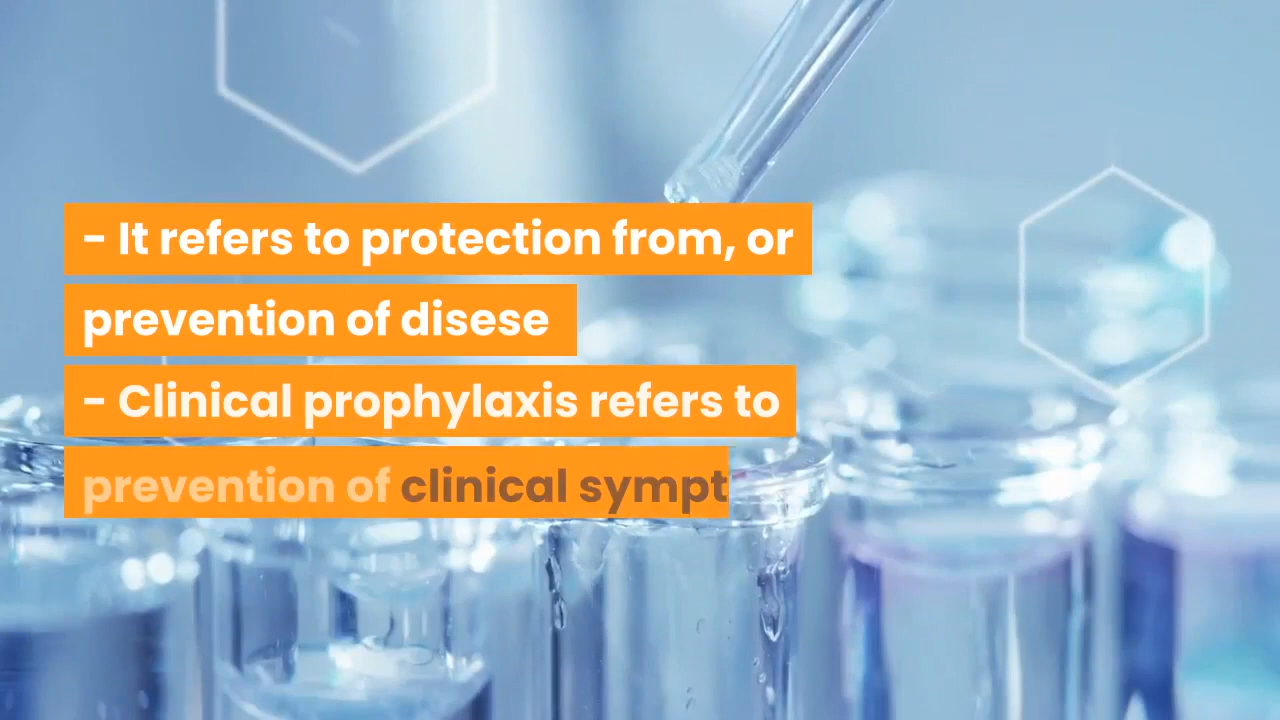 - It refers to protection from, or
prevention of disese
- Clinical prophylaxis refers to
prevention of clinical sympt